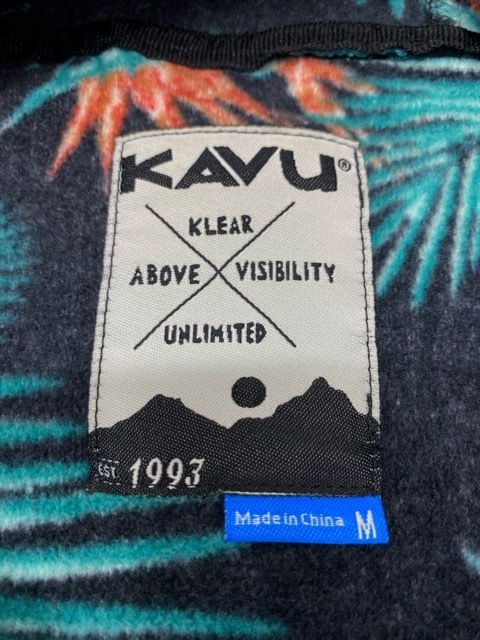 KAVU®
KLEAR
ABOVE VISIBILITY
UNLIMITED
EST. 1993
Made in China M